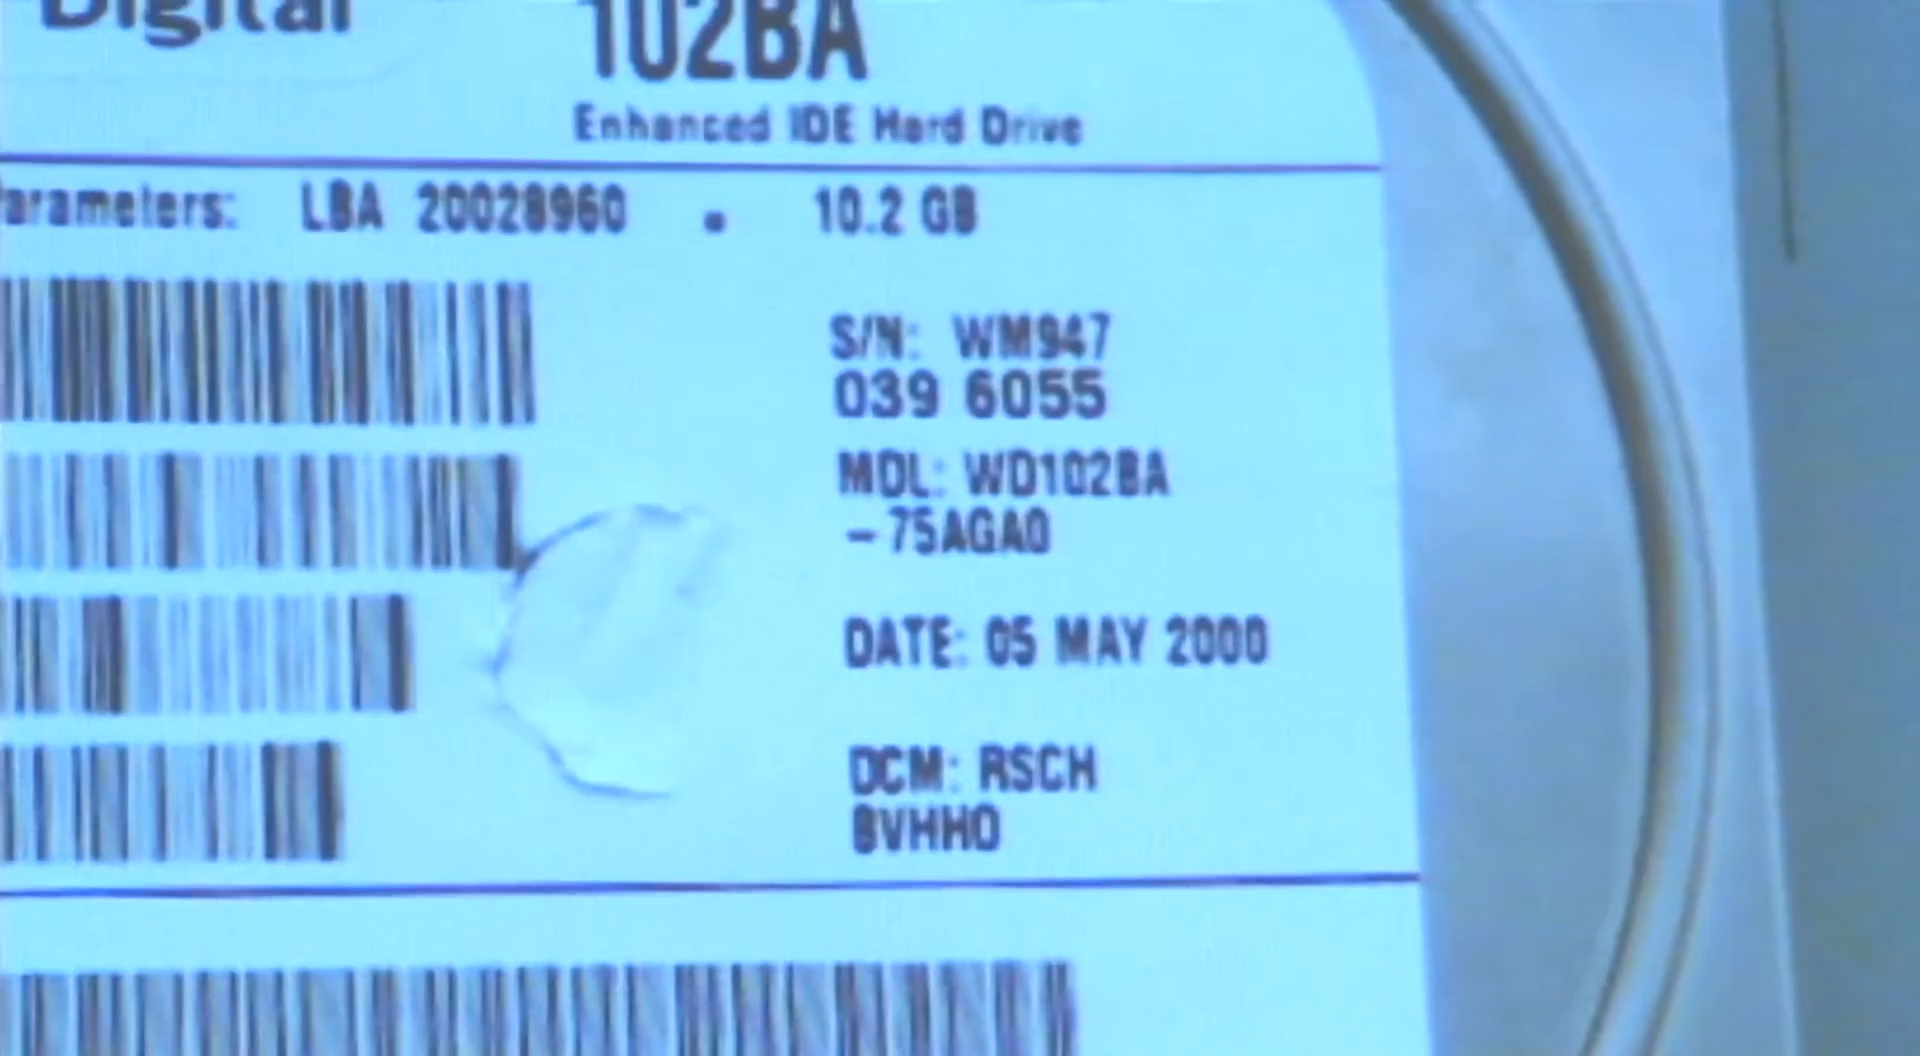 Digital
102BA
Enhanced IDE Hard Drive
arameters: LBA 20028960 • 10.2 GB
S/N: WM947
039 6055
MDL: WD102BA
-75AGA0
DATE: 05 MAY 2000
DCM: RSCH
BVHHO